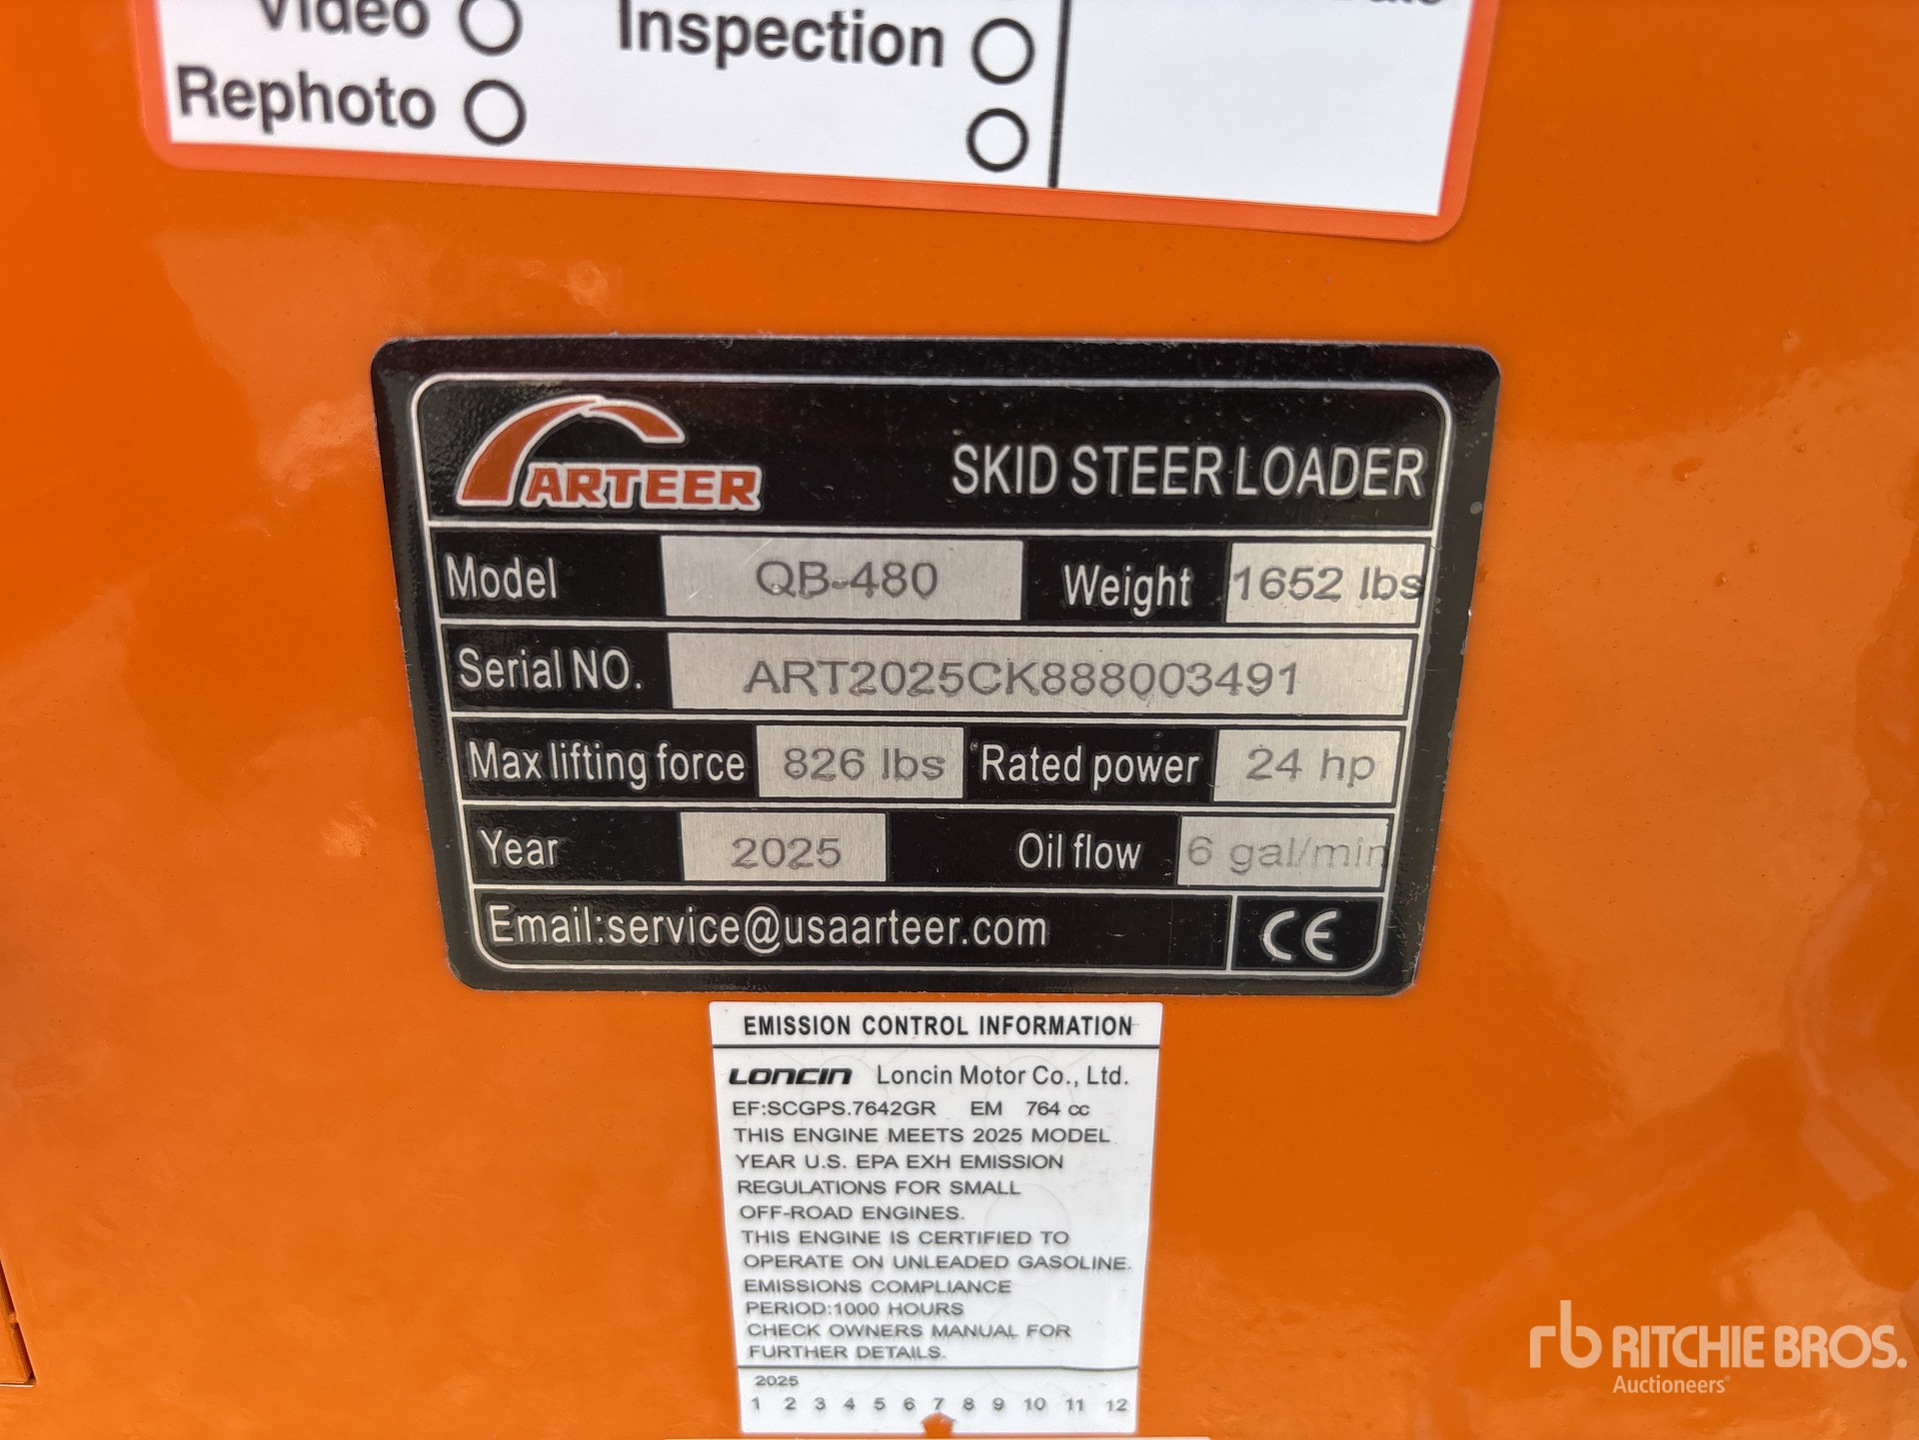 Video
Inspection
Rephoto
ARTEER
SKID STEER LOADER
Model QB-480 Weight 1652 lbs
Serial NO. ART2025CK888003491
Max lifting force 826 lbs Rated power 24 hp
Year 2025 Oil flow 6 gal/min
Email:service@usaarteer.com CE
EMISSION CONTROL INFORMATION
LONCIN Loncin Motor Co., Ltd.
EF:SCGPS.7642GR EM 764 cc
THIS ENGINE MEETS 2025 MODEL
YEAR U.S. EPA EXH EMISSION
REGULATIONS FOR SMALL
OFF-ROAD ENGINES.
THIS ENGINE IS CERTIFIED TO
OPERATE ON UNLEADED GASOLINE.
EMISSIONS COMPLIANCE
PERIOD:1000 HOURS
CHECK OWNERS MANUAL FOR
FURTHER DETAILS.
2025
1 2 3 4 5 6 7 8 9 10 11 12
rb RITCHIE BROS.
Auctioneers